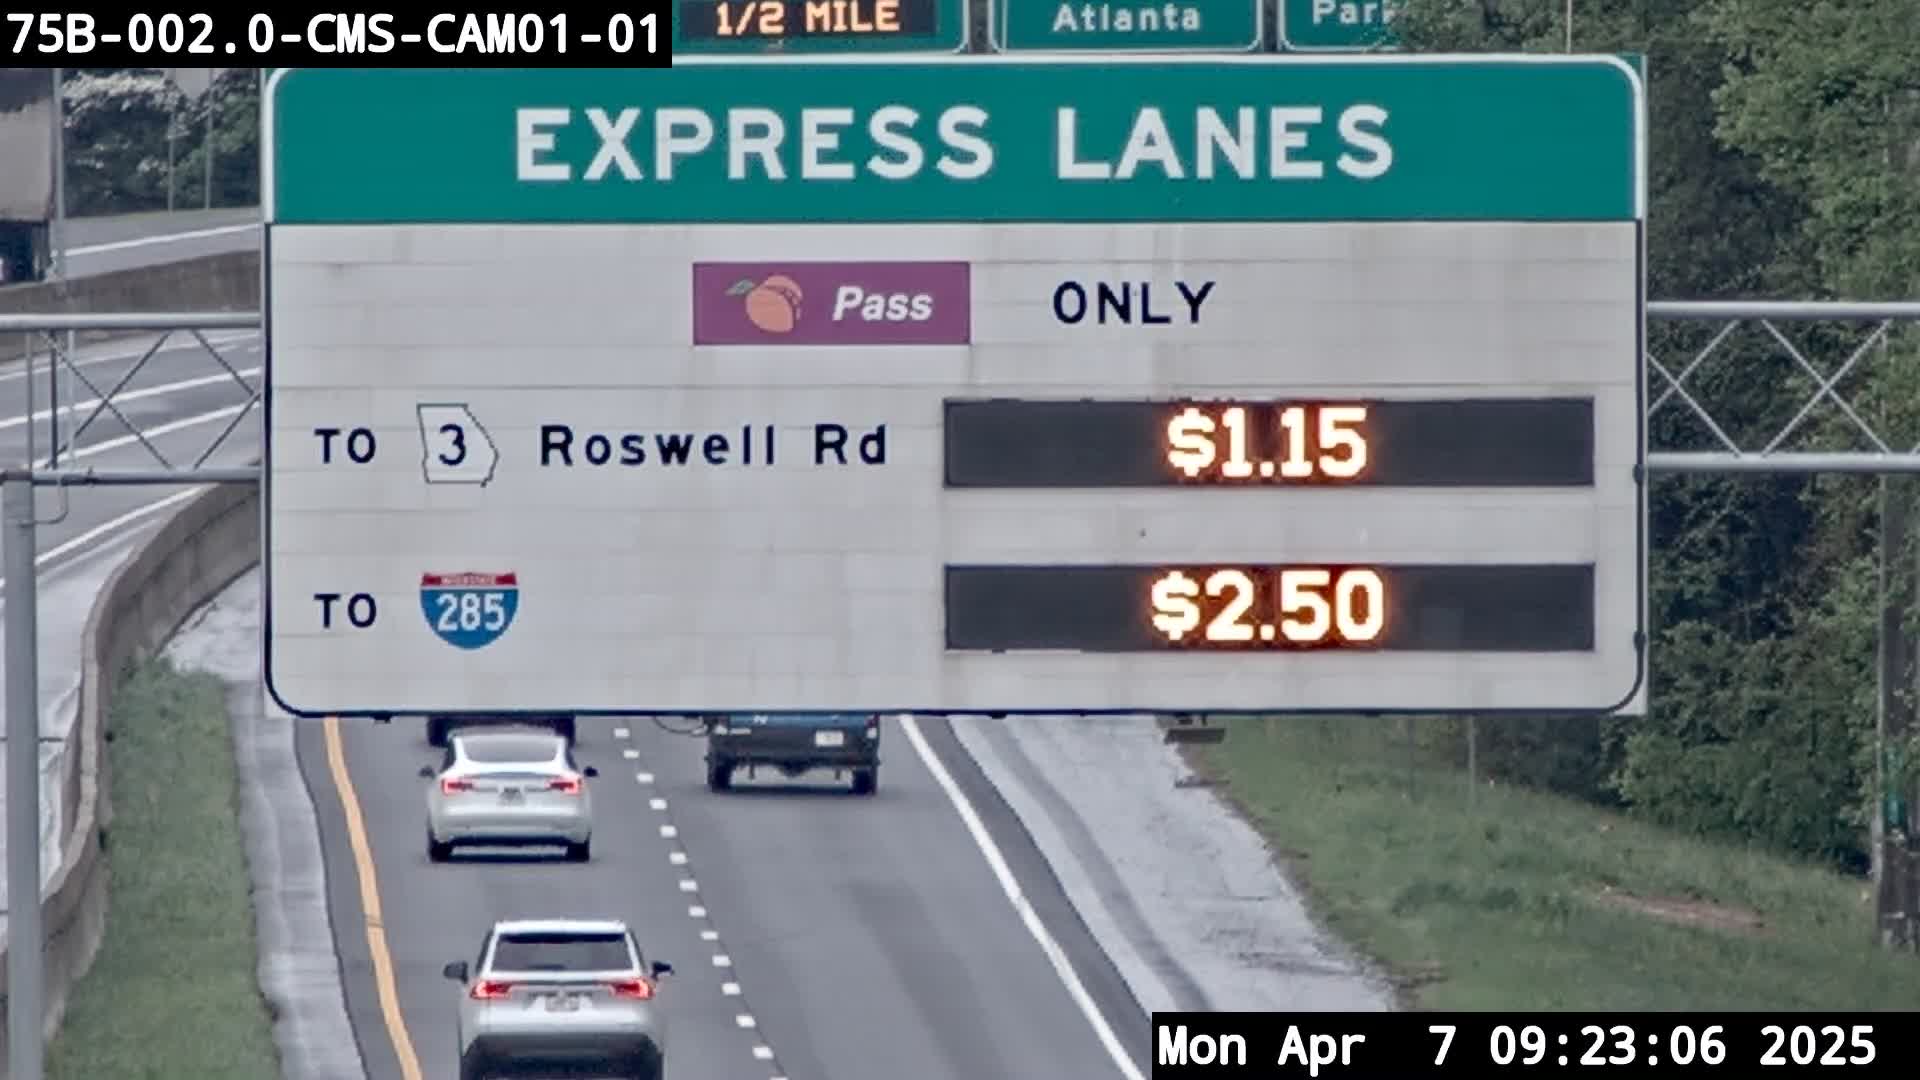 75B-002.0-CMS-CAM01-01
1/2 MILE
Atlanta
EXPRESS LANES
Pass ONLY
TO 3 Roswell Rd $1.15
TO INTERSTATE 285 $2.50
Mon Apr 7 09:23:06 2025